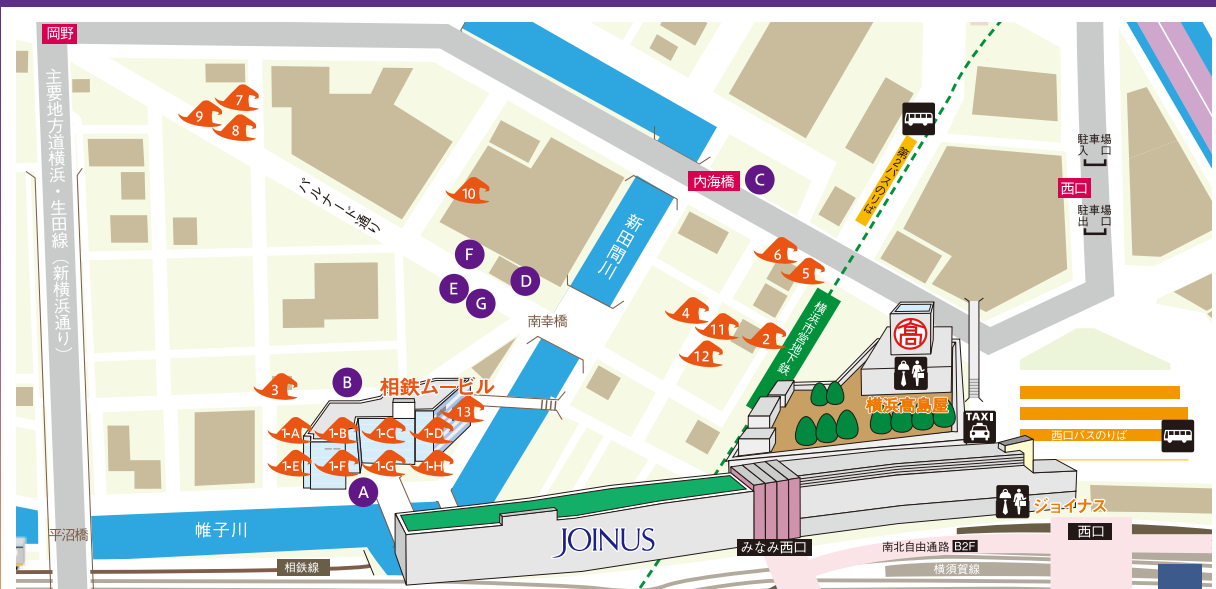 岡野
主要地方道横浜・生田線（新横浜通り）
7
9
8
パルナード通り
10
F
E
D
G
新田間川
南幸橋
内海橋
C
第2バスのりば
駐車場
入口
西口
駐車場
出口
6
5
4
11
2
12
横浜市営地下鉄
高
横浜高島屋
TAXI
西口バスのりば
3
B
相鉄ムービル
13
1-A
1-B
1-C
1-D
1-E
1-F
1-G
1-H
A
帷子川
平沼橋
相鉄線
JOINUS
みなみ西口
ジョイナス
西口
南北自由通路 B2F
横須賀線